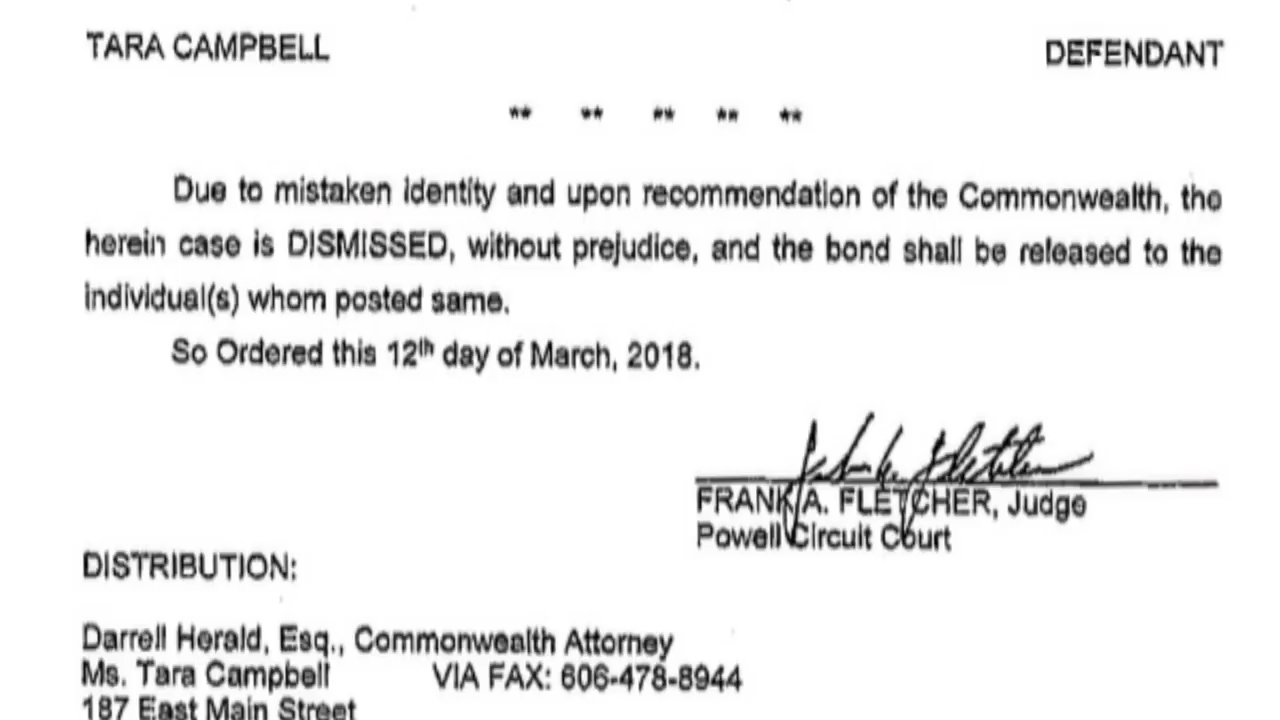 TARA CAMPBELL DEFENDANT
** ** ** ** **
Due to mistaken identity and upon recommendation of the Commonwealth, the
herein case is DISMISSED, without prejudice, and the bond shall be released to the
individual(s) whom posted same.
So Ordered this 12th day of March, 2018.
FRANK A. FLETCHER, Judge
Powell Circuit Court
DISTRIBUTION:
Darrell Herald, Esq., Commonwealth Attorney
Ms. Tara Campbell VIA FAX: 606-478-8944
187 East Main Street